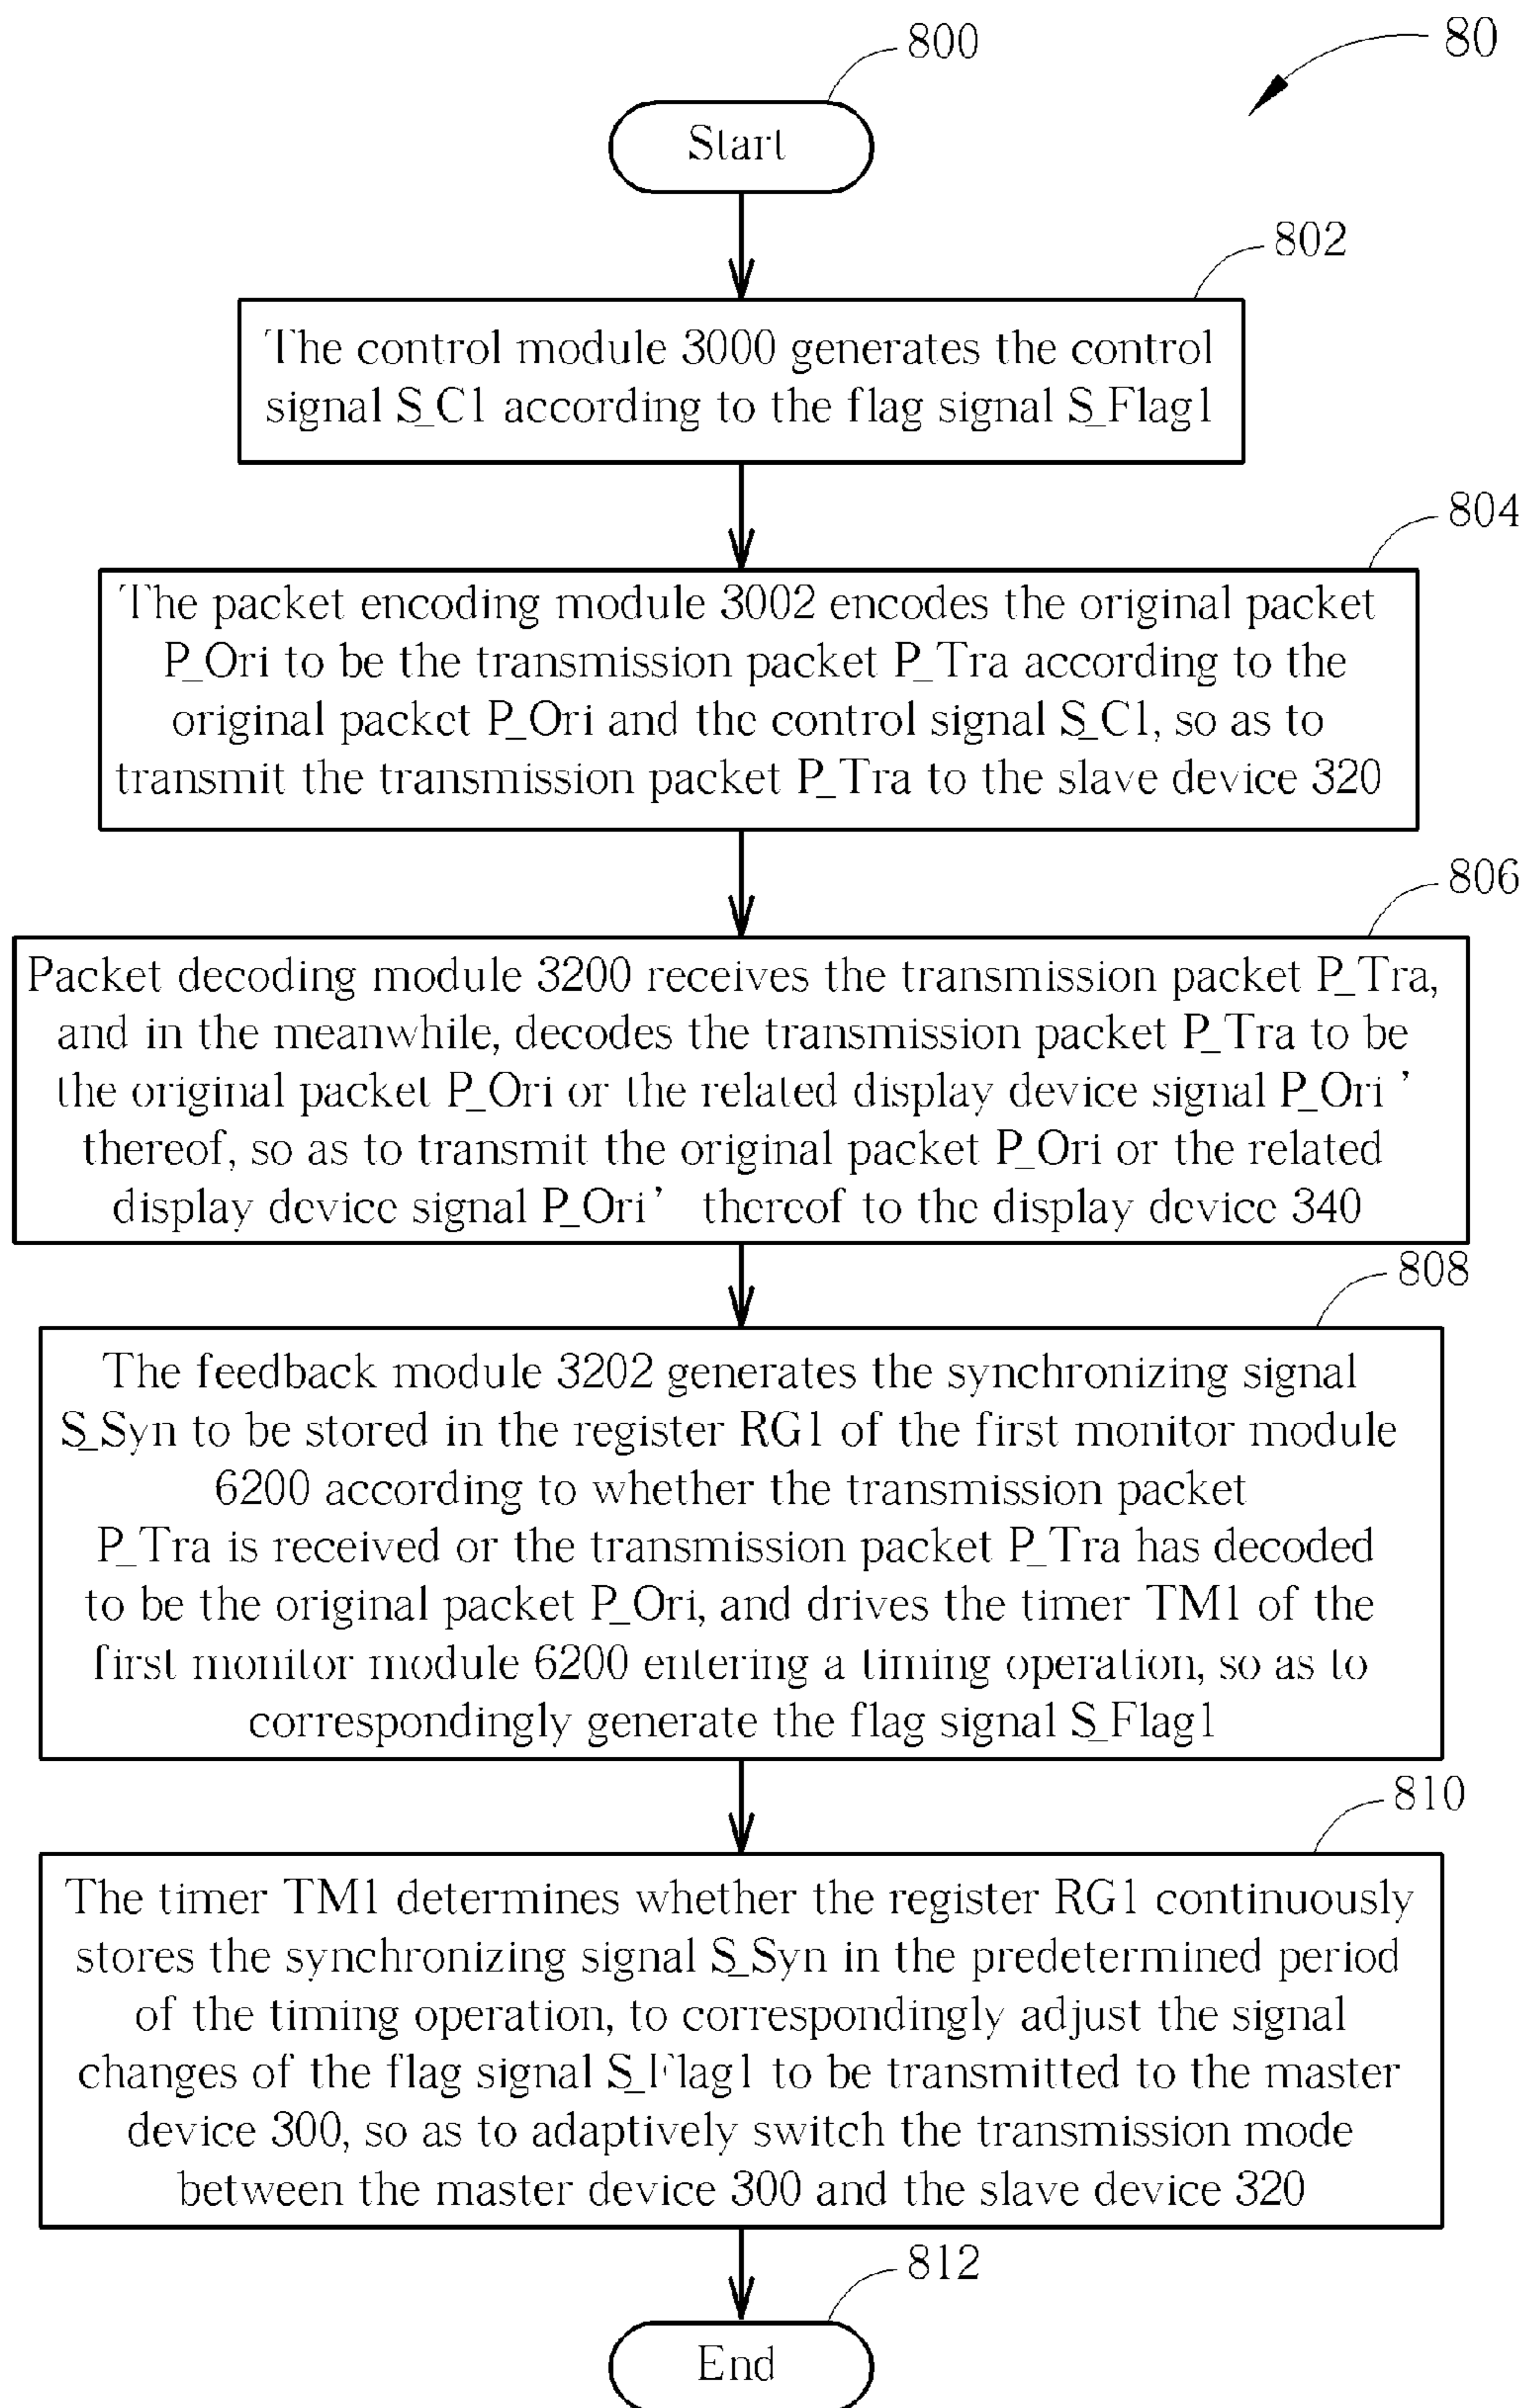 800
80
Start
802
The control module 3000 generates the control
signal S_C1 according to the flag signal S_Flag1
804
The packet encoding module 3002 encodes the original packet
P_Ori to be the transmission packet P_Tra according to the
original packet P_Ori and the control signal S_C1, so as to
transmit the transmission packet P_Tra to the slave device 320
806
Packet decoding module 3200 receives the transmission packet P_Tra,
and in the meanwhile, decodes the transmission packet P_Tra to be
the original packet P_Ori or the related display device signal P_Ori’
thereof, so as to transmit the original packet P_Ori or the related
display device signal P_Ori’ thereof to the display device 340
808
The feedback module 3202 generates the synchronizing signal
S_Syn to be stored in the register RG1 of the first monitor module
6200 according to whether the transmission packet
P_Tra is received or the transmission packet P_Tra has decoded
to be the original packet P_Ori, and drives the timer TM1 of the
first monitor module 6200 entering a timing operation, so as to
correspondingly generate the flag signal S_Flag1
810
The timer TM1 determines whether the register RG1 continuously
stores the synchronizing signal S_Syn in the predetermined period
of the timing operation, to correspondingly adjust the signal
changes of the flag signal S_Flag1 to be transmitted to the master
device 300, so as to adaptively switch the transmission mode
between the master device 300 and the slave device 320
812
End